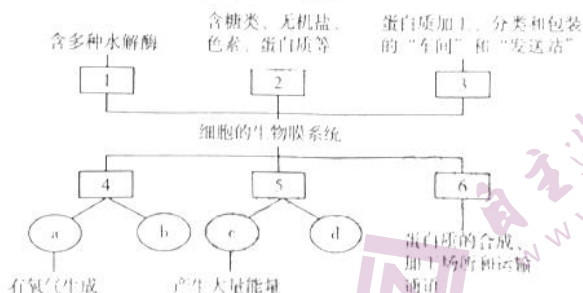 含糖类、无机盐、
蛋白质加工、分类和包装
含多种水解酶
色素、蛋白质等
的“车间”和“发送站”
1
2
3
细胞的生物膜系统
4
5
6
a
b
c
d
蛋白质的合成、
加工场所和运输
通道
有氧气生成
产生大量能量
自主
www